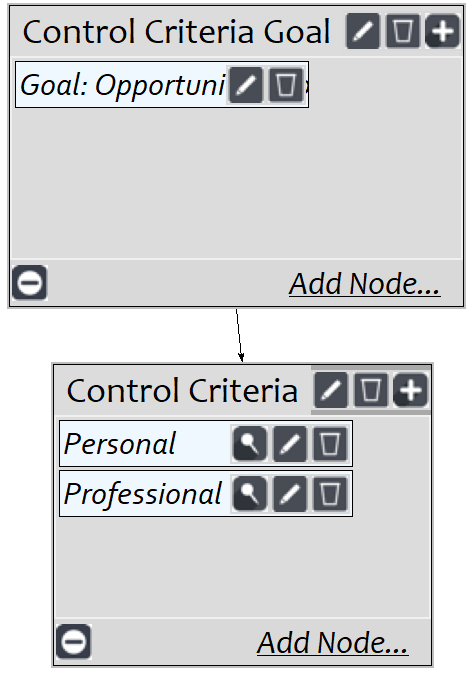 Control Criteria Goal
Goal: Opportuni
Add Node...
Control Criteria
Personal
Professional
Add Node...